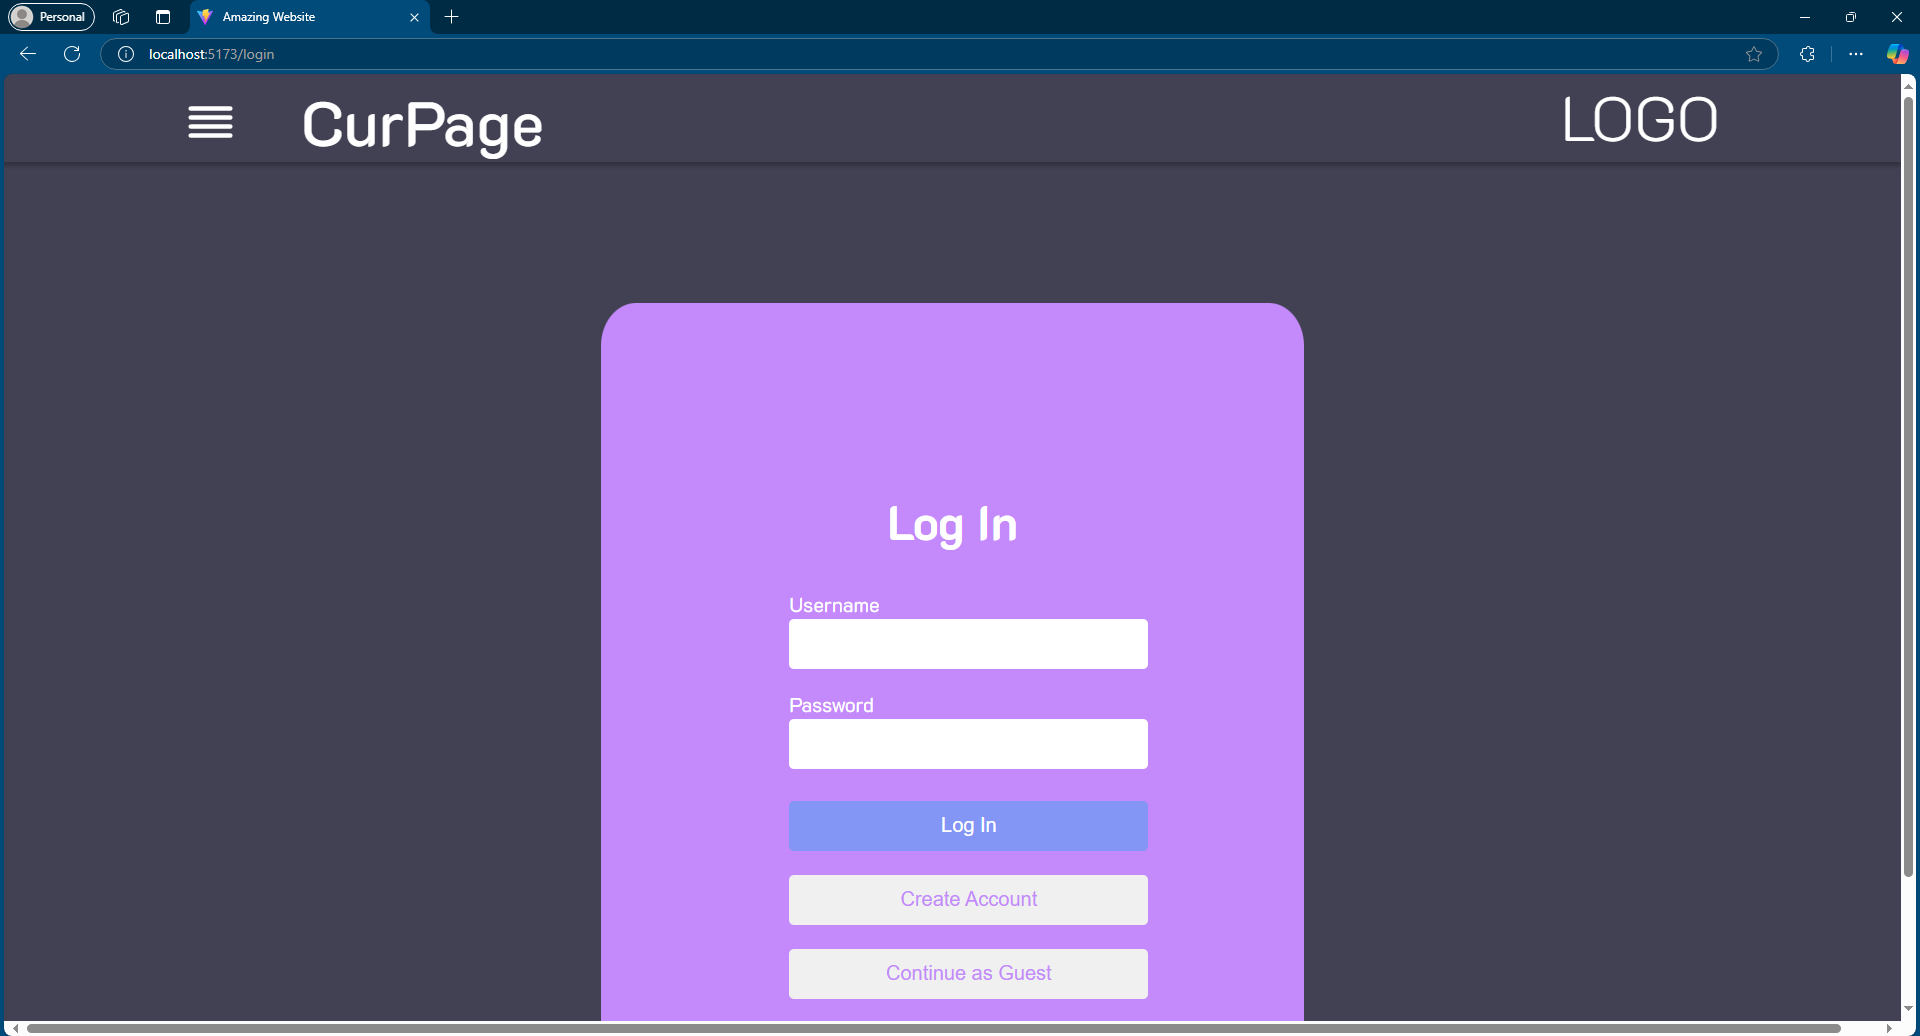 Personal
Amazing Website
localhost:5173/login
CurPage
LOGO
Log In
Username
Password
Log In
Create Account
Continue as Guest